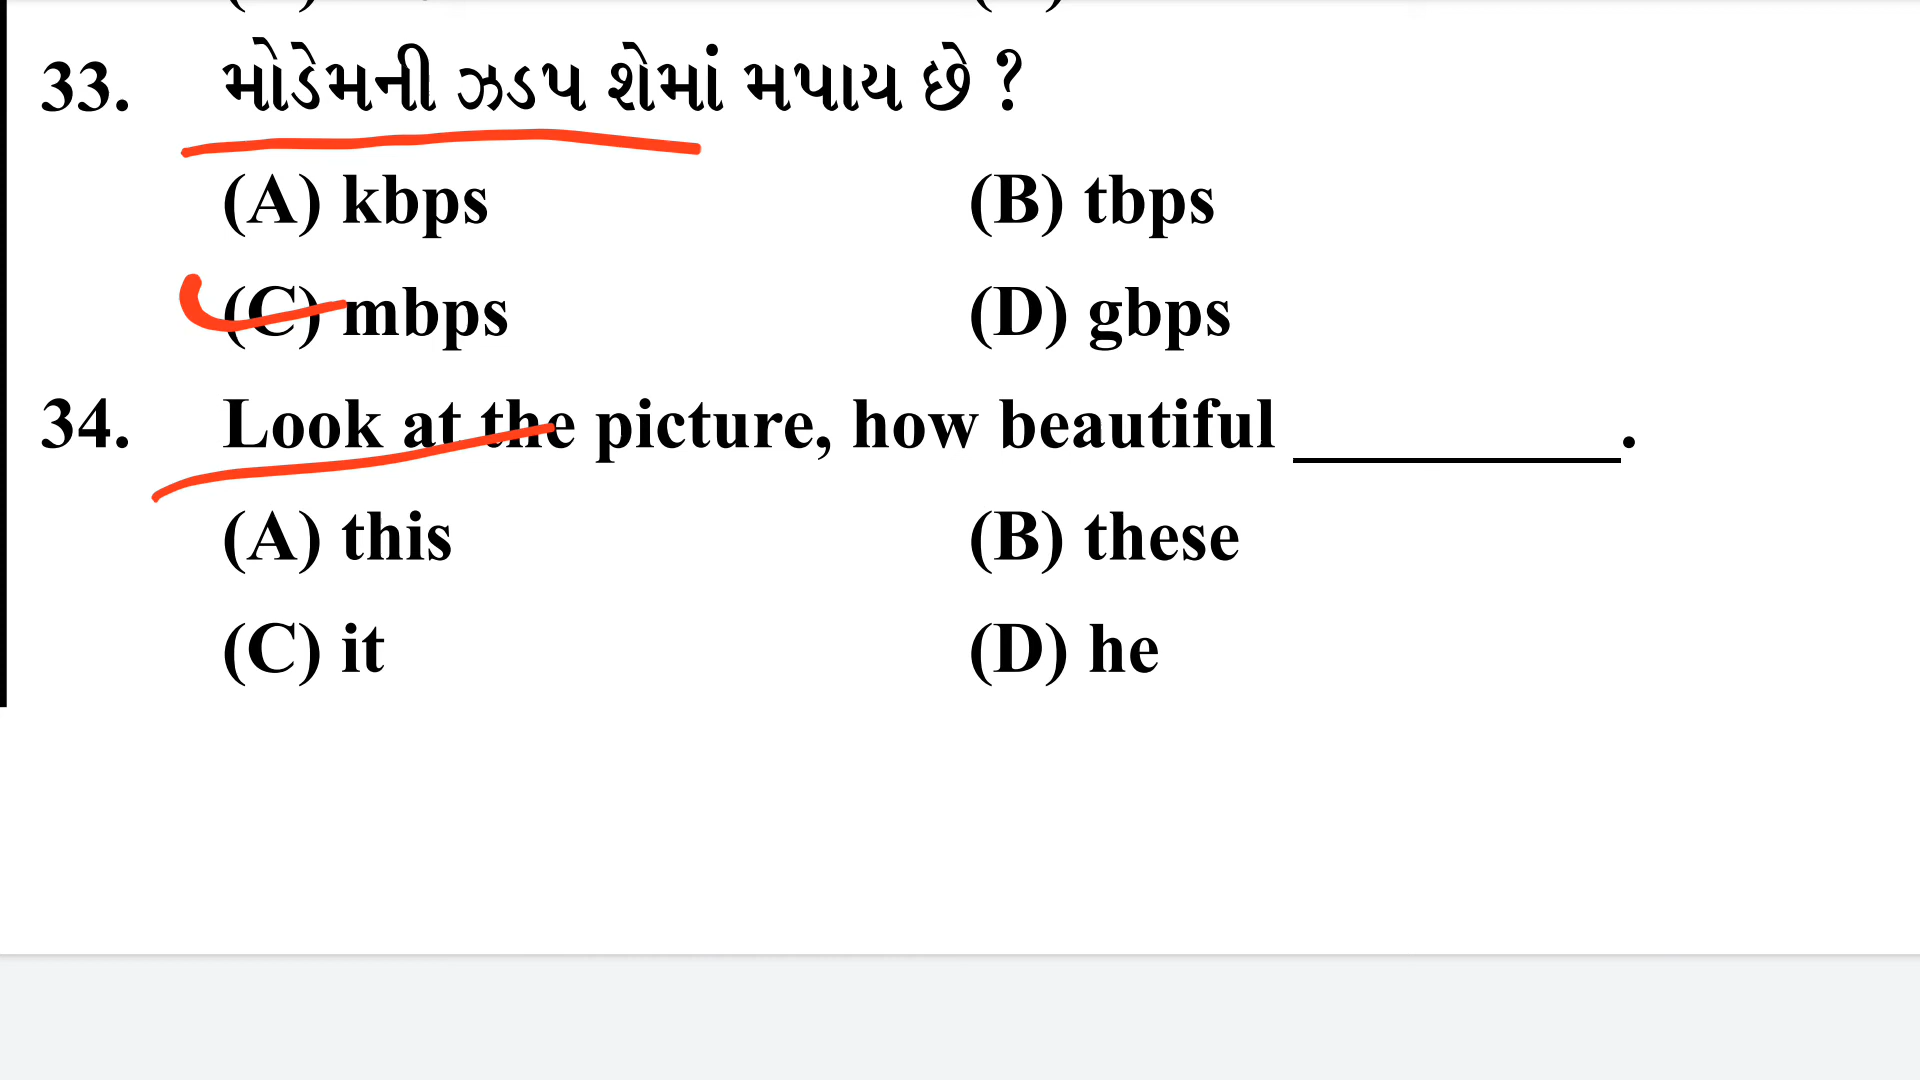 33. મોડેમની ઝડપ શેમાં મપાય છે ?
(A) kbps (B) tbps
(C) mbps (D) gbps
34. Look at the picture, how beautiful __________.
(A) this (B) these
(C) it (D) he